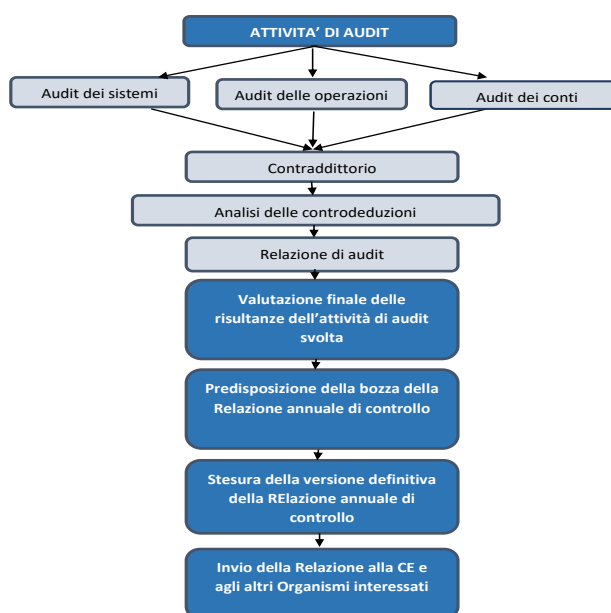 ATTIVITA’ DI AUDIT
Audit dei sistemi
Audit delle operazioni
Audit dei conti
Contraddittorio
Analisi delle controdeduzioni
Relazione di audit
Valutazione finale delle
risultanze dell’attività di audit
svolta
Predisposizione della bozza della
Relazione annuale di controllo
Stesura della versione definitiva
della RElazione annuale di
controllo
Invio della Relazione alla CE e
agli altri Organismi interessati